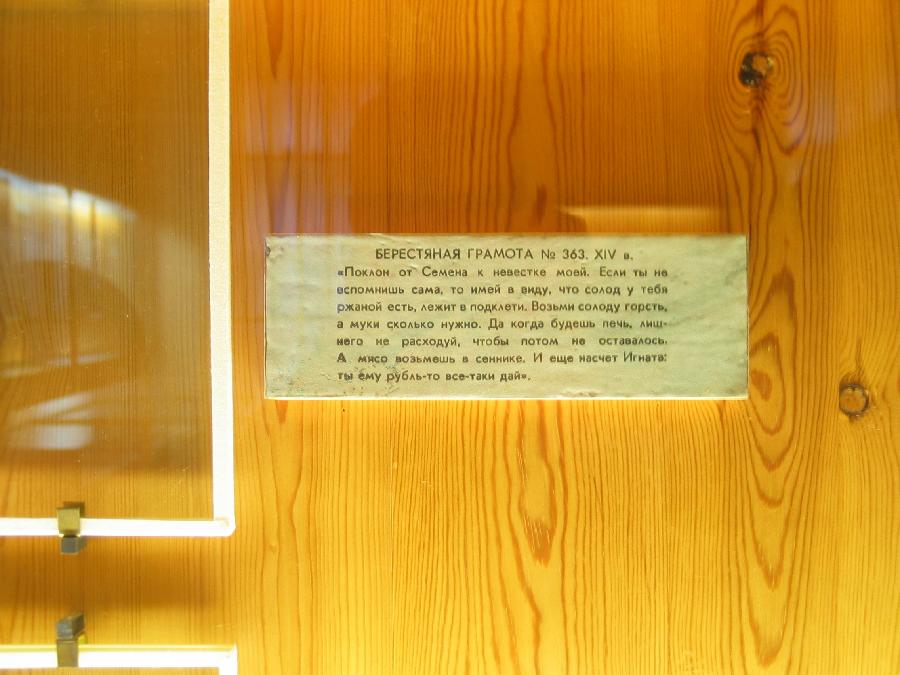 БЕРЕСТЯНАЯ ГРАМОТА № 363. XIV в.
«Поклон от Семена к невестке моей. Если ты не
вспомнишь сама, то имей в виду, что солод у тебя
ржаной есть, лежит в подклети. Возьми солоду горсть,
а муки сколько нужно. Да когда будешь печь, лиш-
него не расходуй, чтобы потом не оставалось.
А мясо возьмешь в сеннике. И еще насчет Игната:
ты ему рубль-то все-таки дай».